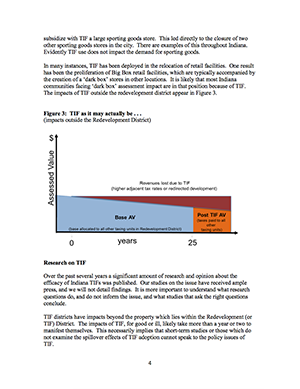 subsidize with TIF a large sporting goods store. This led directly to the closure of two
other sporting goods stores in the city. There are examples of this throughout Indiana.
Evidently TIF use does not impact the demand for sporting goods.
In many instances, TIF has been deployed in the relocation of retail facilities. One result
has been the proliferation of Big Box retail facilities, which are typically accompanied by
the creation of a 'dark box' stores in other locations. It is likely that most Indiana
communities facing 'dark box' assessment impact are in that position because of TIF.
The impacts of TIF outside the redevelopment district appear in Figure 3.
Figure 3: TIF as it may actually be . . .
(impacts outside the Redevelopment District)
$
Assessed Value
Revenues lost due to TIF
(higher adjacent tax rates or redirected development)
Base AV
(base allocated to all other taxing units in Redevelopment District)
Post TIF AV
(taxes paid to all
other
taxing units)
0
years
25
Research on TIF
Over the past several years a significant amount of research and opinion about the
efficacy of Indiana TIFs was published. Our studies on the issue have received ample
press, and we will not detail findings. It is more important to understand what research
questions do, and do not inform the issue, and what studies that ask the right questions
conclude.
TIF districts have impacts beyond the property which lies within the Redevelopment (or
TIF) District. The impacts of TIF, for good or ill, likely take more than a year or two to
manifest themselves. This necessarily implies that short-term studies or those which do
not examine the spillover effects of TIF adoption cannot speak to the policy issues of
TIF.
4